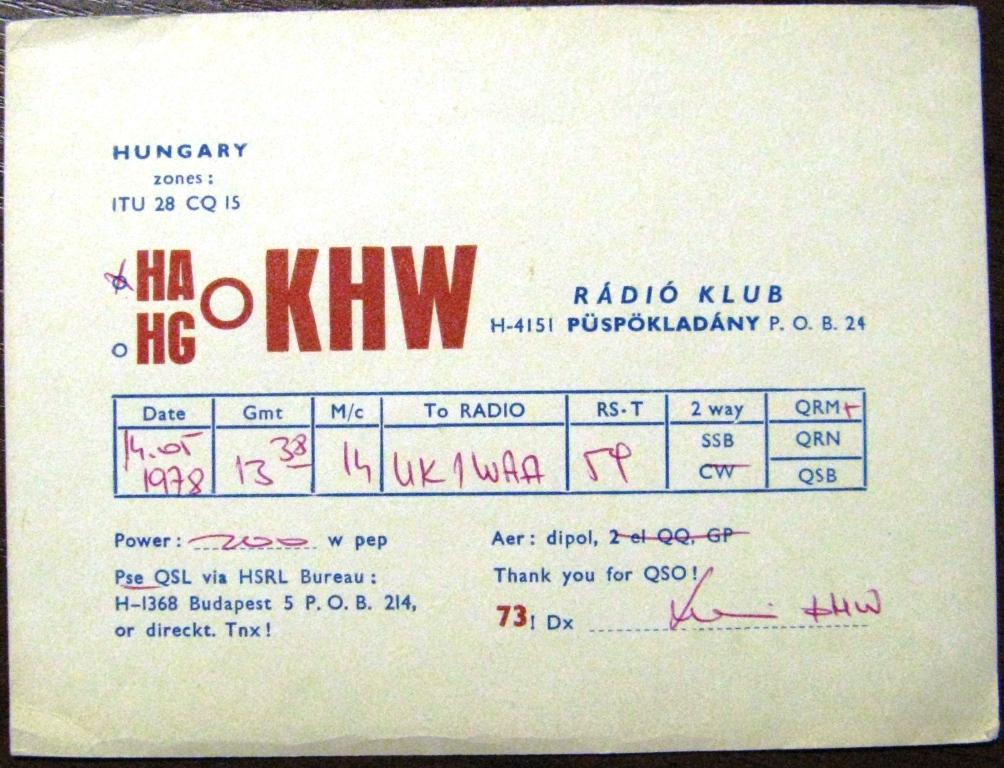 HUNGARY
zones:
ITU 28 CQ 15
HA
HG
O KHW
RÁDIÓ KLUB
H-4151 PÜSPÖKLADÁNY P. O. B. 24
Date Gmt M/c To RADIO RS-T 2 way QRM
14.05 1978 13 38 14 UK1WAA 59 SSB CW QRN QSB
Power: 200 w pep
Aer: dipol, 2 el QQ, GP
Pse QSL via HSRL Bureau:
H-1368 Budapest 5 P. O. B. 214,
or direckt. Tnx!
Thank you for QSO!
73! Dx KHW